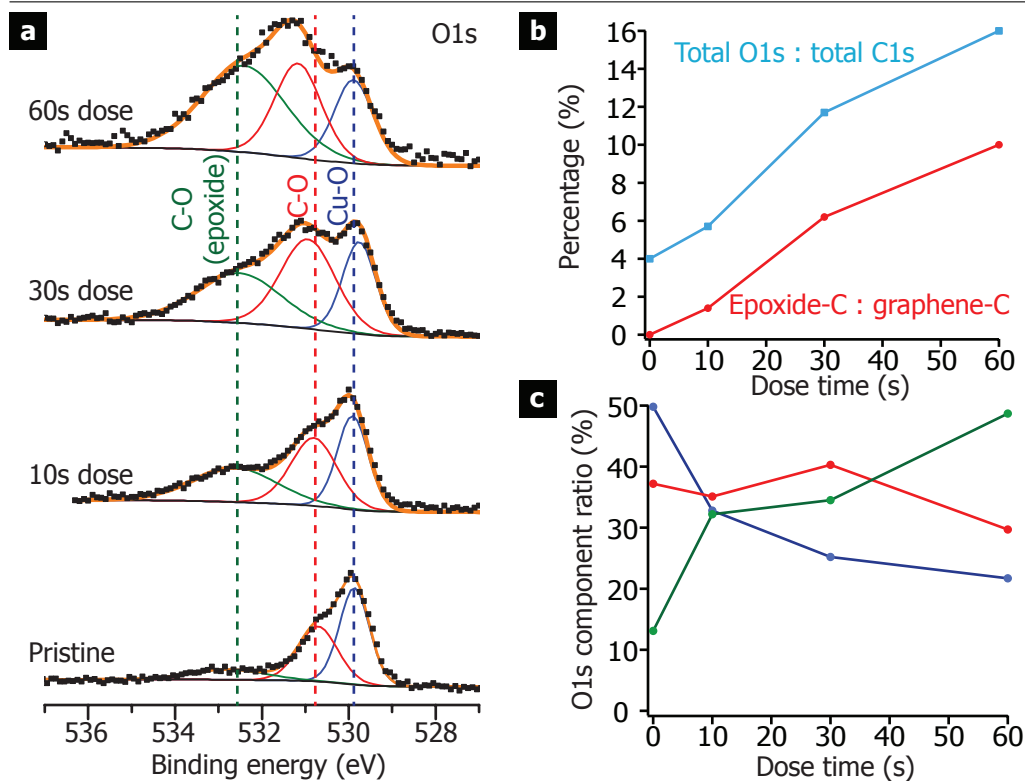 a
O1s
60s dose
C-O
(epoxide)
C-O
Cu-O
30s dose
10s dose
Pristine
536 534 532 530 528
Binding energy (eV)
b
16
14
12
10
8
6
4
2
0
Percentage (%)
Total O1s : total C1s
Epoxide-C : graphene-C
0 10 20 30 40 50 60
Dose time (s)
c
50
40
30
20
10
0
O1s component ratio (%)
0 10 20 30 40 50 60
Dose time (s)